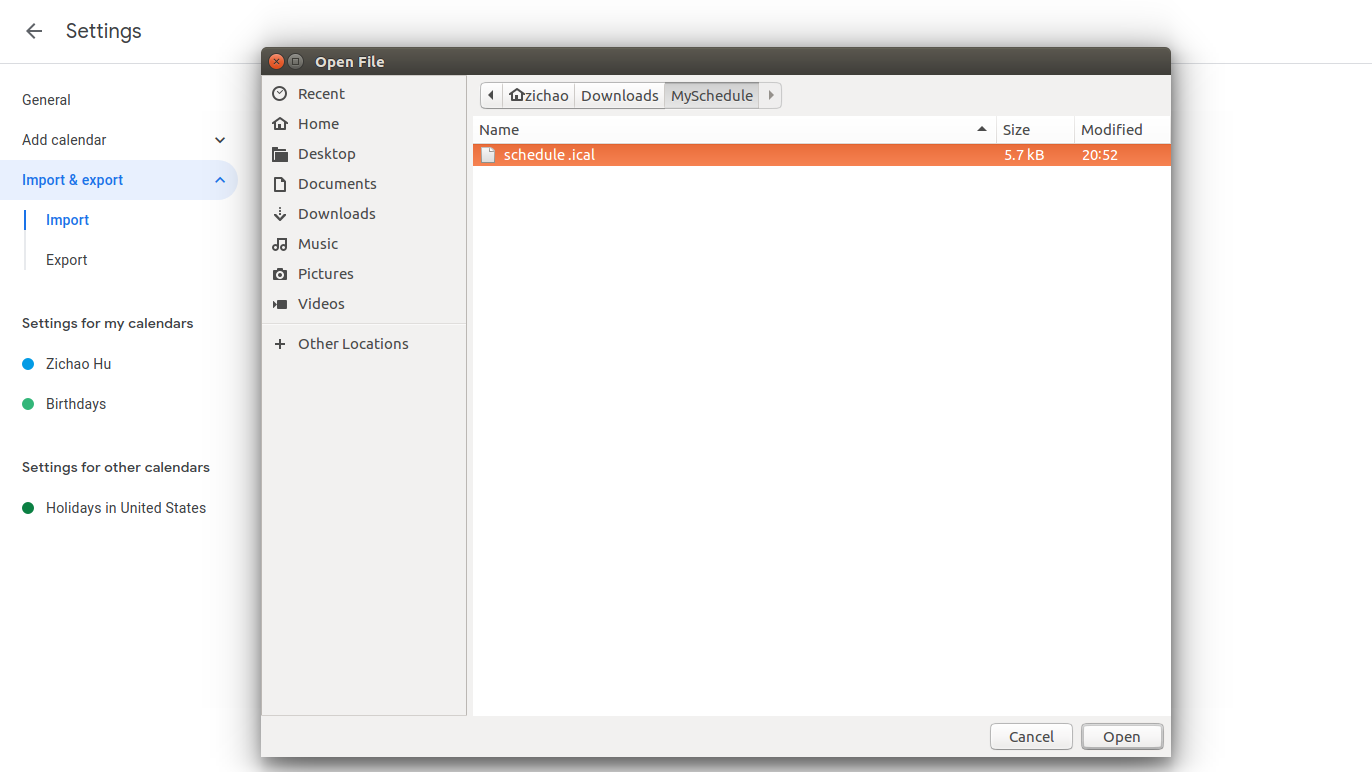 Settings
General
Add calendar
Import & export
Import
Export
Settings for my calendars
Zichao Hu
Birthdays
Settings for other calendars
Holidays in United States
Open File
Recent
Home
Desktop
Documents
Downloads
Music
Pictures
Videos
Other Locations
zichao Downloads MySchedule
Name Size Modified
schedule .ical 5.7 kB 20:52
Cancel Open